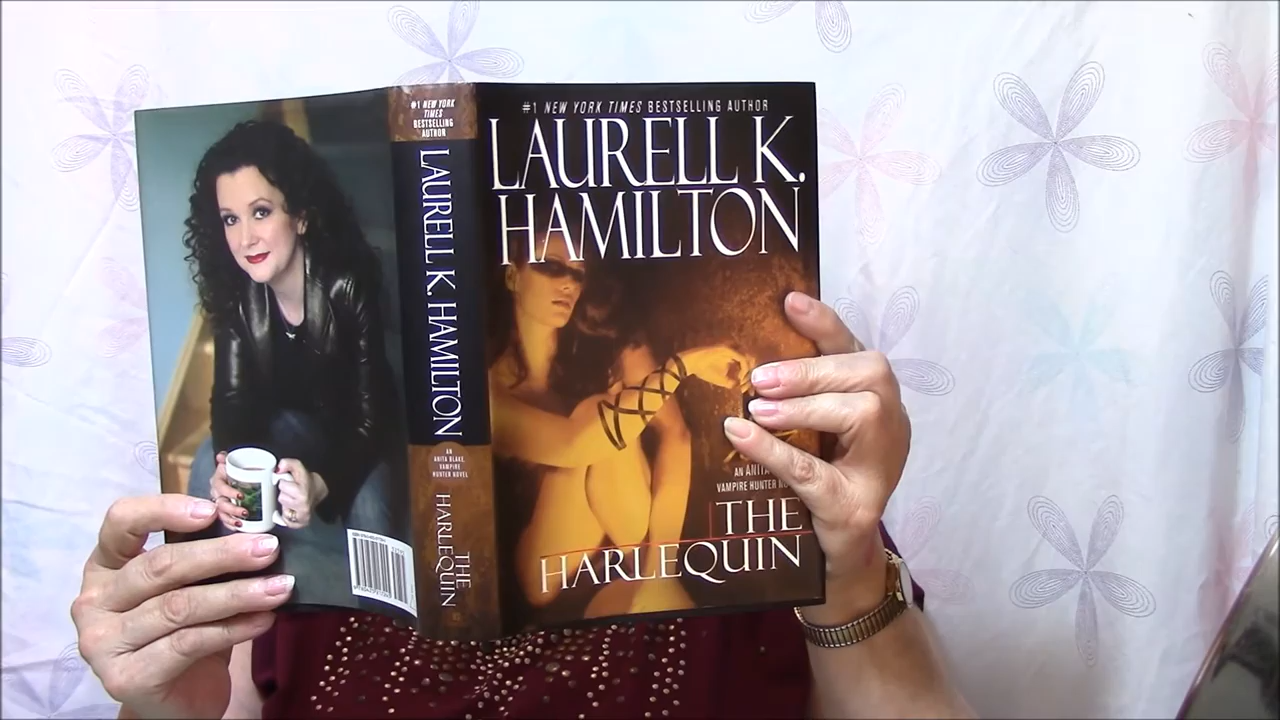 #1 NEW YORK
TIMES
BESTSELLING
AUTHOR
LAURELL K. HAMILTON
AN
ANITA BLAKE,
VAMPIRE
HUNTER NOVEL
THE
HARLEQUIN
#1 NEW YORK TIMES BESTSELLING AUTHOR
LAURELL K.
HAMILTON
AN ANITA
VAMPIRE HUNTER
THE
HARLEQUIN